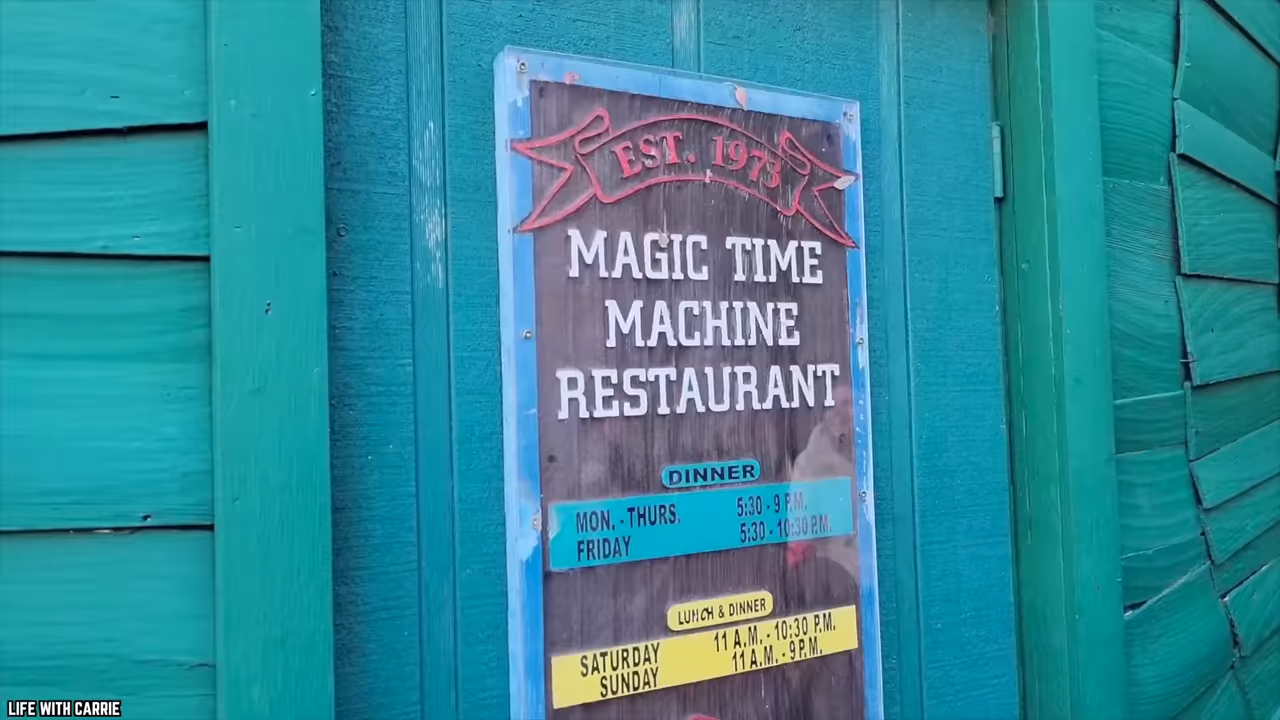 EST. 1973
MAGIC TIME
MACHINE
RESTAURANT
DINNER
MON. - THURS. 5:30 - 9 P.M.
FRIDAY 5:30 - 10:30 P.M.
LUNCH & DINNER
SATURDAY 11 A.M. - 10:30 P.M.
SUNDAY 11 A.M. - 9 P.M.
LIFE WITH CARRIE